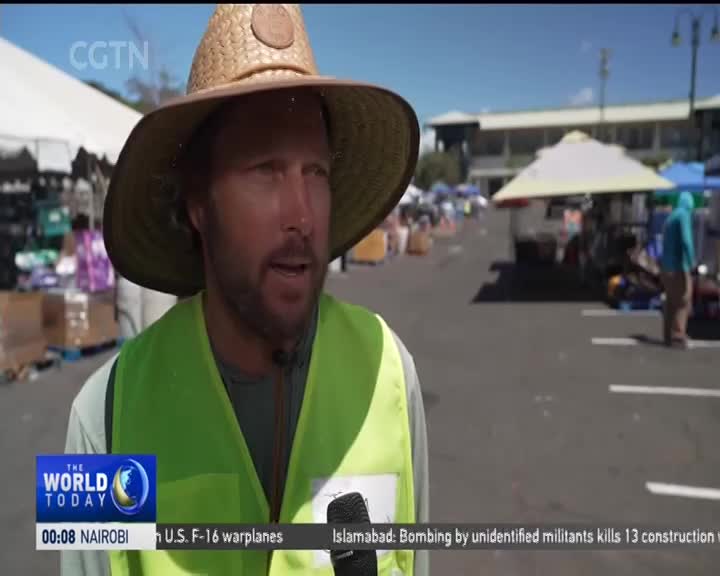 CGTN
THE
WORLD
TODAY
00:08 NAIROBI
n U.S. F-16 warplanes Islamabad: Bombing by unidentified militants kills 13 construction